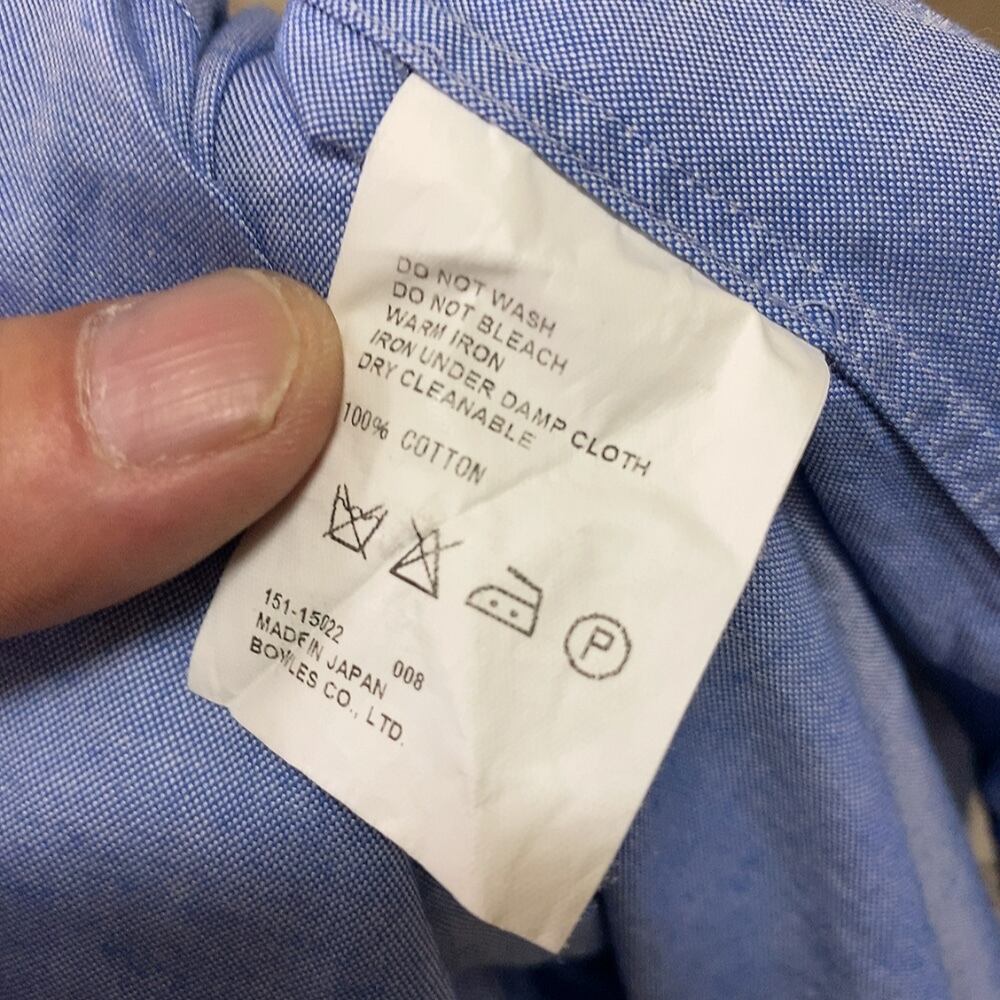 DO NOT WASH
DO NOT BLEACH
WARM IRON
IRON UNDER DAMP CLOTH
DRY CLEANABLE
100% COTTON
P
151-15022
MADE IN JAPAN 008
BOWLES CO., LTD.